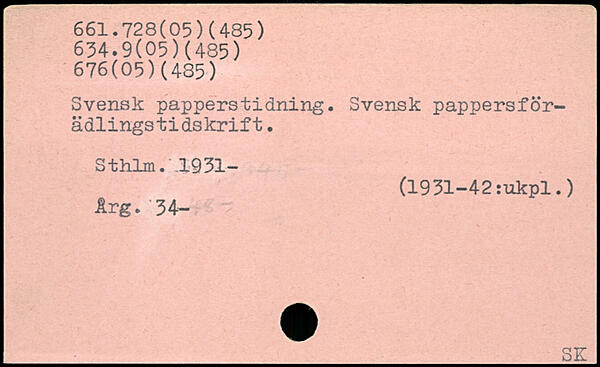 661.728(05)(485)
634.9(05)(485)
676(05)(485)
Svensk papperstidning. Svensk pappersför-
ädlingstidskrift.
Sthlm. 1931-
(1931-42:ukpl.)
Årg. 34-
SK